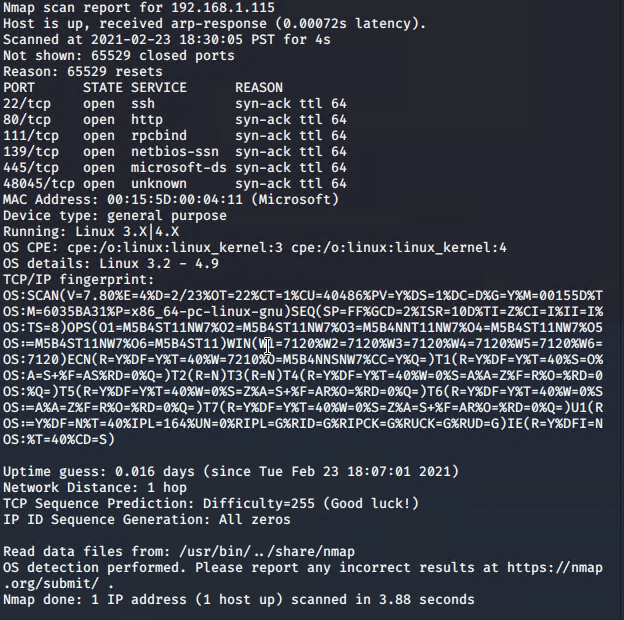 Nmap scan report for 192.168.1.115
Host is up, received arp-response (0.00072s latency).
Scanned at 2021-02-23 18:30:05 PST for 4s
Not shown: 65529 closed ports
Reason: 65529 resets
PORT      STATE SERVICE      REASON
22/tcp    open  ssh          syn-ack ttl 64
80/tcp    open  http         syn-ack ttl 64
111/tcp   open  rpcbind      syn-ack ttl 64
139/tcp   open  netbios-ssn  syn-ack ttl 64
445/tcp   open  microsoft-ds syn-ack ttl 64
48045/tcp open  unknown      syn-ack ttl 64
MAC Address: 00:15:5D:00:04:11 (Microsoft)
Device type: general purpose
Running: Linux 3.X|4.X
OS CPE: cpe:/o:linux:linux_kernel:3 cpe:/o:linux:linux_kernel:4
OS details: Linux 3.2 - 4.9
TCP/IP fingerprint:
OS:SCAN(V=7.80%E=4%D=2/23%OT=22%CT=1%CU=40486%PV=Y%DS=1%DC=D%G=Y%M=00155D%T
OS:M=6035BA31%P=x86_64-pc-linux-gnu)SEQ(SP=FF%GCD=2%ISR=10D%TI=Z%CI=I%II=I%
OS:TS=8)OPS(O1=M5B4ST11NW7%O2=M5B4ST11NW7%O3=M5B4NNT11NW7%O4=M5B4ST11NW7%O5
OS:=M5B4ST11NW7%O6=M5B4ST11)WIN(W1=7120%W2=7120%W3=7120%W4=7120%W5=7120%W6=
OS:7120)ECN(R=Y%DF=Y%T=40%W=7210%O=M5B4NNSNW7%CC=Y%Q=)T1(R=Y%DF=Y%T=40%S=O%
OS:A=S+%F=AS%RD=0%Q=)T2(R=N)T3(R=N)T4(R=Y%DF=Y%T=40%W=0%S=A%A=Z%F=R%O=%RD=0
OS:%Q=)T5(R=Y%DF=Y%T=40%W=0%S=Z%A=S+%F=AR%O=%RD=0%Q=)T6(R=Y%DF=Y%T=40%W=0%S
OS:=A%A=Z%F=R%O=%RD=0%Q=)T7(R=Y%DF=Y%T=40%W=0%S=Z%A=S+%F=AR%O=%RD=0%Q=)U1(R
OS:=Y%DF=N%T=40%IPL=164%UN=0%RIPL=G%RID=G%RIPCK=G%RUCK=G%RUD=G)IE(R=Y%DFI=N
OS:%T=40%CD=S)

Uptime guess: 0.016 days (since Tue Feb 23 18:07:01 2021)
Network Distance: 1 hop
TCP Sequence Prediction: Difficulty=255 (Good luck!)
IP ID Sequence Generation: All zeros

Read data files from: /usr/bin/../share/nmap
OS detection performed. Please report any incorrect results at https://nmap
.org/submit/ .
Nmap done: 1 IP address (1 host up) scanned in 3.88 seconds